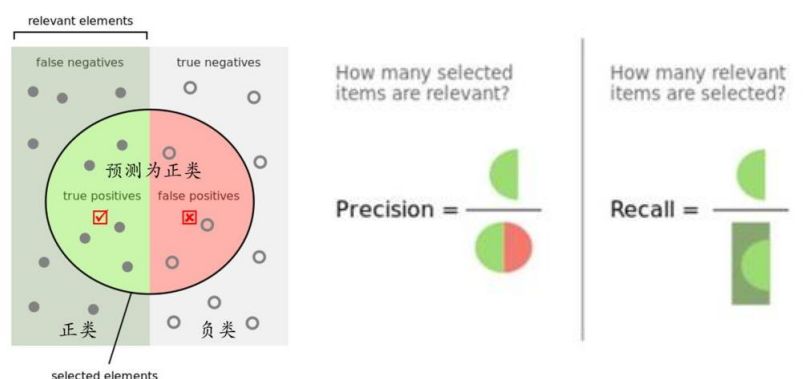 relevant elements
false negatives
true negatives
预测为正类
true positives
false positives
正类
负类
selected elements
How many selected
items are relevant?
Precision =
How many relevant
items are selected?
Recall =